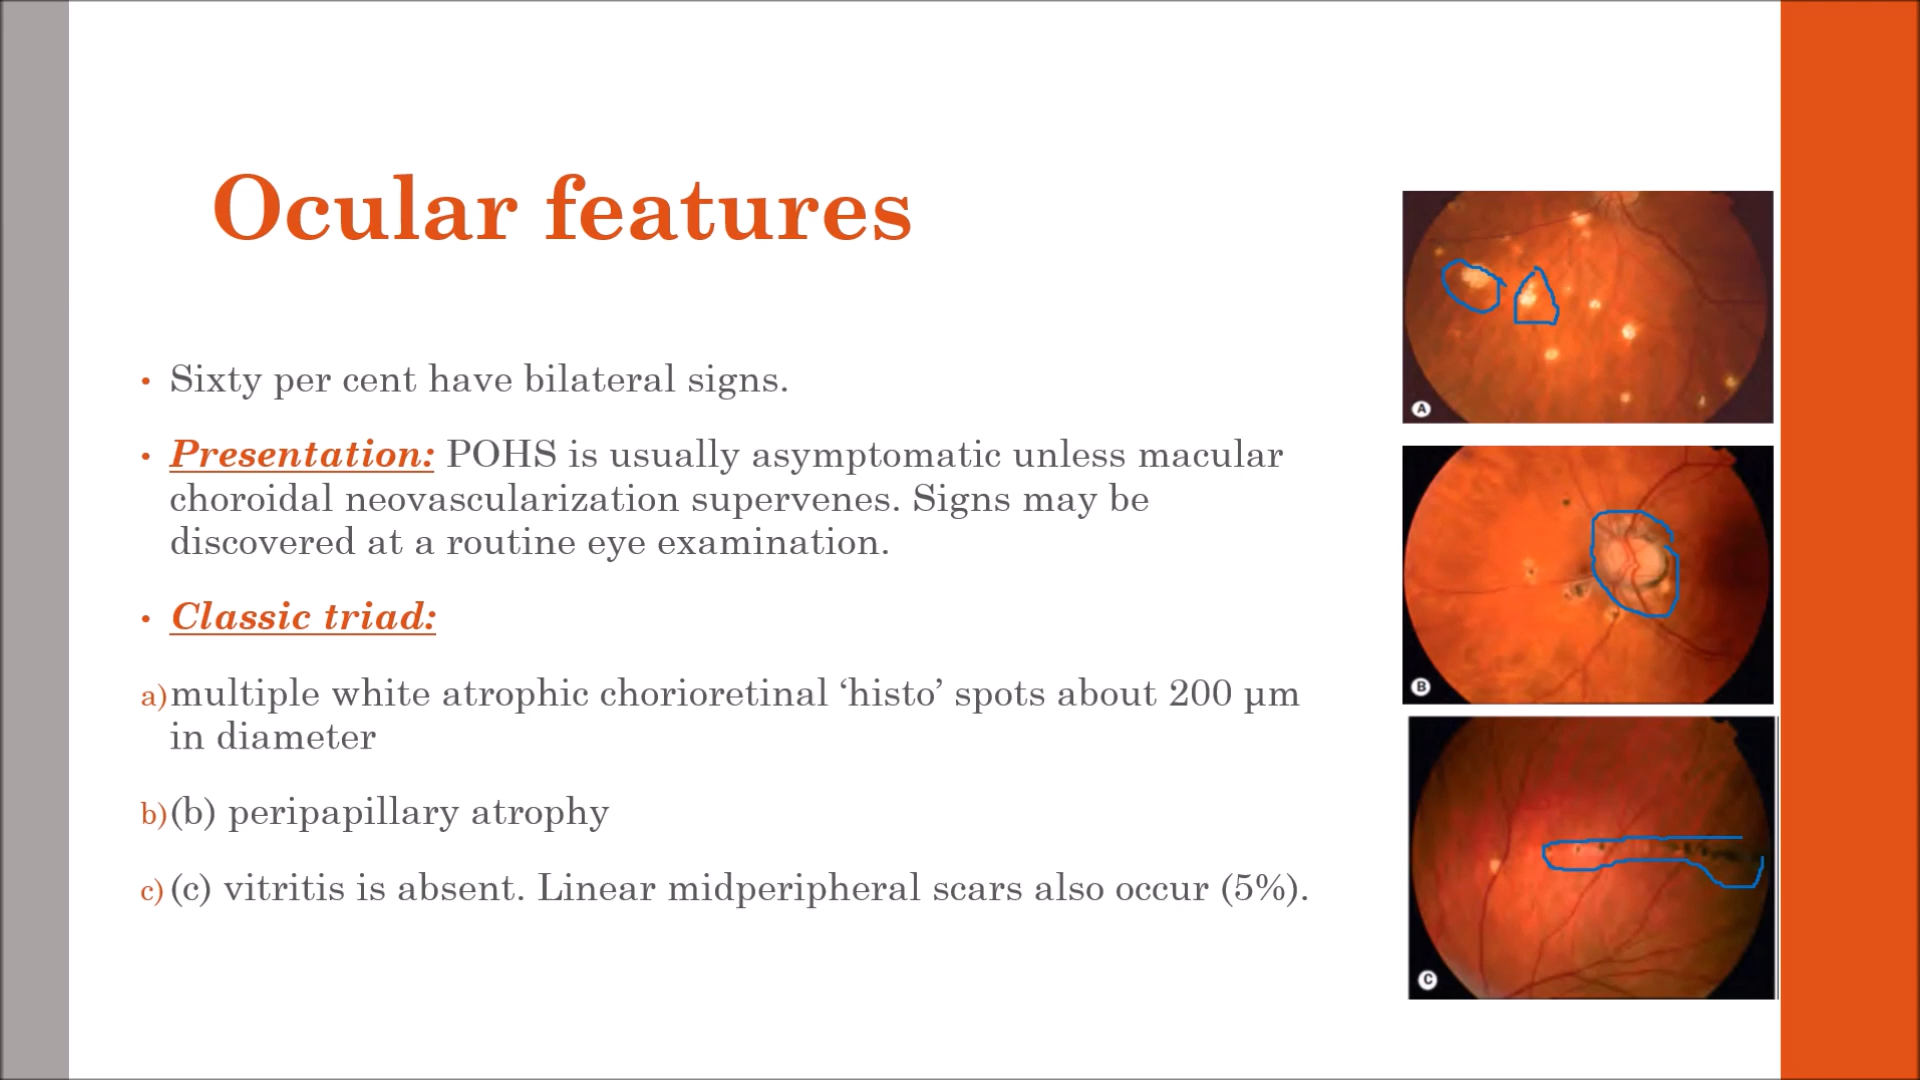 Ocular features
• Sixty per cent have bilateral signs.
• Presentation: POHS is usually asymptomatic unless macular
choroidal neovascularization supervenes. Signs may be
discovered at a routine eye examination.
• Classic triad:
a) multiple white atrophic chorioretinal ‘histo’ spots about 200 µm
in diameter
b) (b) peripapillary atrophy
c) (c) vitritis is absent. Linear midperipheral scars also occur (5%).
A
B
C